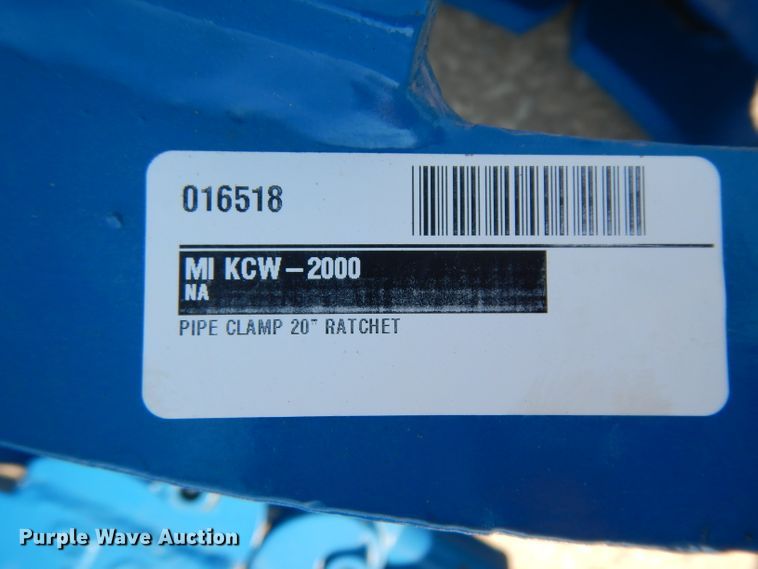 016518
MI KCW-2000
NA
PIPE CLAMP 20" RATCHET
Purple Wave Auction